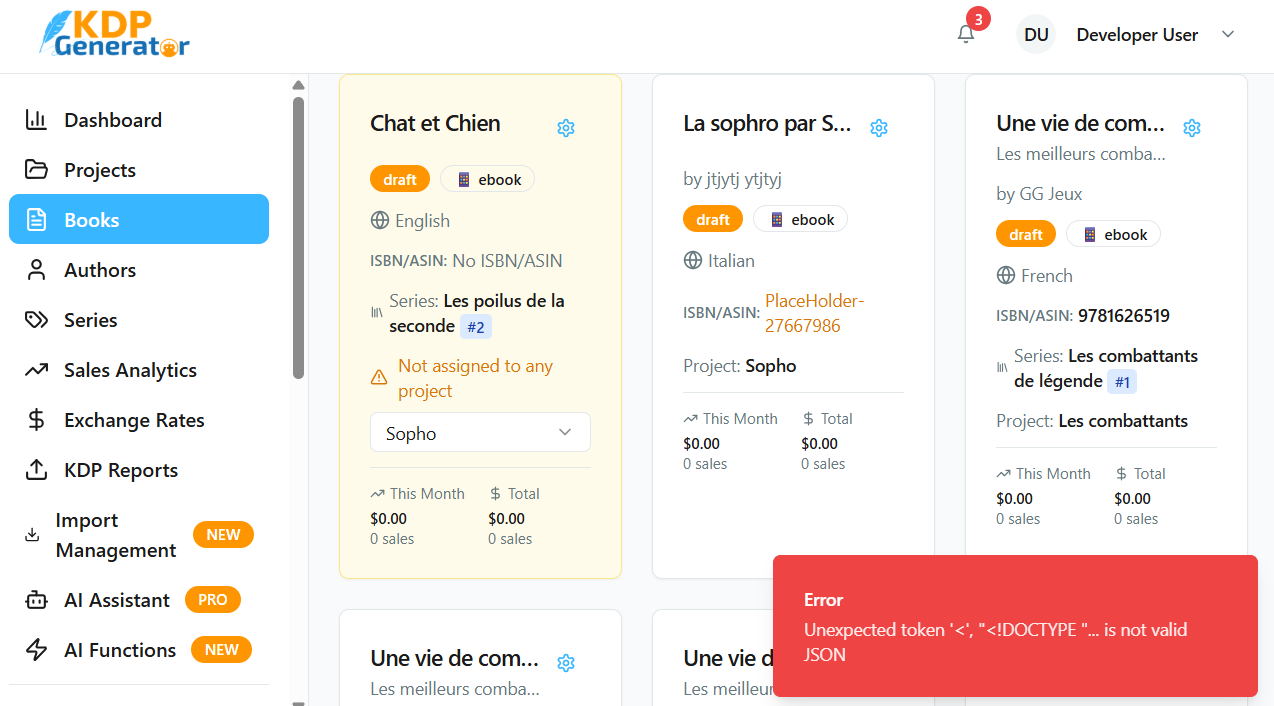 KDP
Generator
3
DU
Developer User
Dashboard
Projects
Books
Authors
Series
Sales Analytics
Exchange Rates
KDP Reports
Import
Management
NEW
AI Assistant
PRO
AI Functions
NEW
Chat et Chien
draft
ebook
English
ISBN/ASIN: No ISBN/ASIN
Series: Les poilus de la
seconde #2
Not assigned to any
project
Sopho
This Month
Total
$0.00
$0.00
0 sales
0 sales
La sophro par S...
by jtjytj ytjtyj
draft
ebook
Italian
ISBN/ASIN: PlaceHolder-
27667986
Project: Sopho
This Month
Total
$0.00
$0.00
0 sales
0 sales
Une vie de com...
Les meilleurs comba...
by GG Jeux
draft
ebook
French
ISBN/ASIN: 9781626519
Series: Les combattants
de légende #1
Project: Les combattants
This Month
Total
$0.00
$0.00
0 sales
0 sales
Une vie de com...
Les meilleurs comba...
Une vie d
Les meilleu
Error
Unexpected token '<', "<!DOCTYPE "... is not valid
JSON